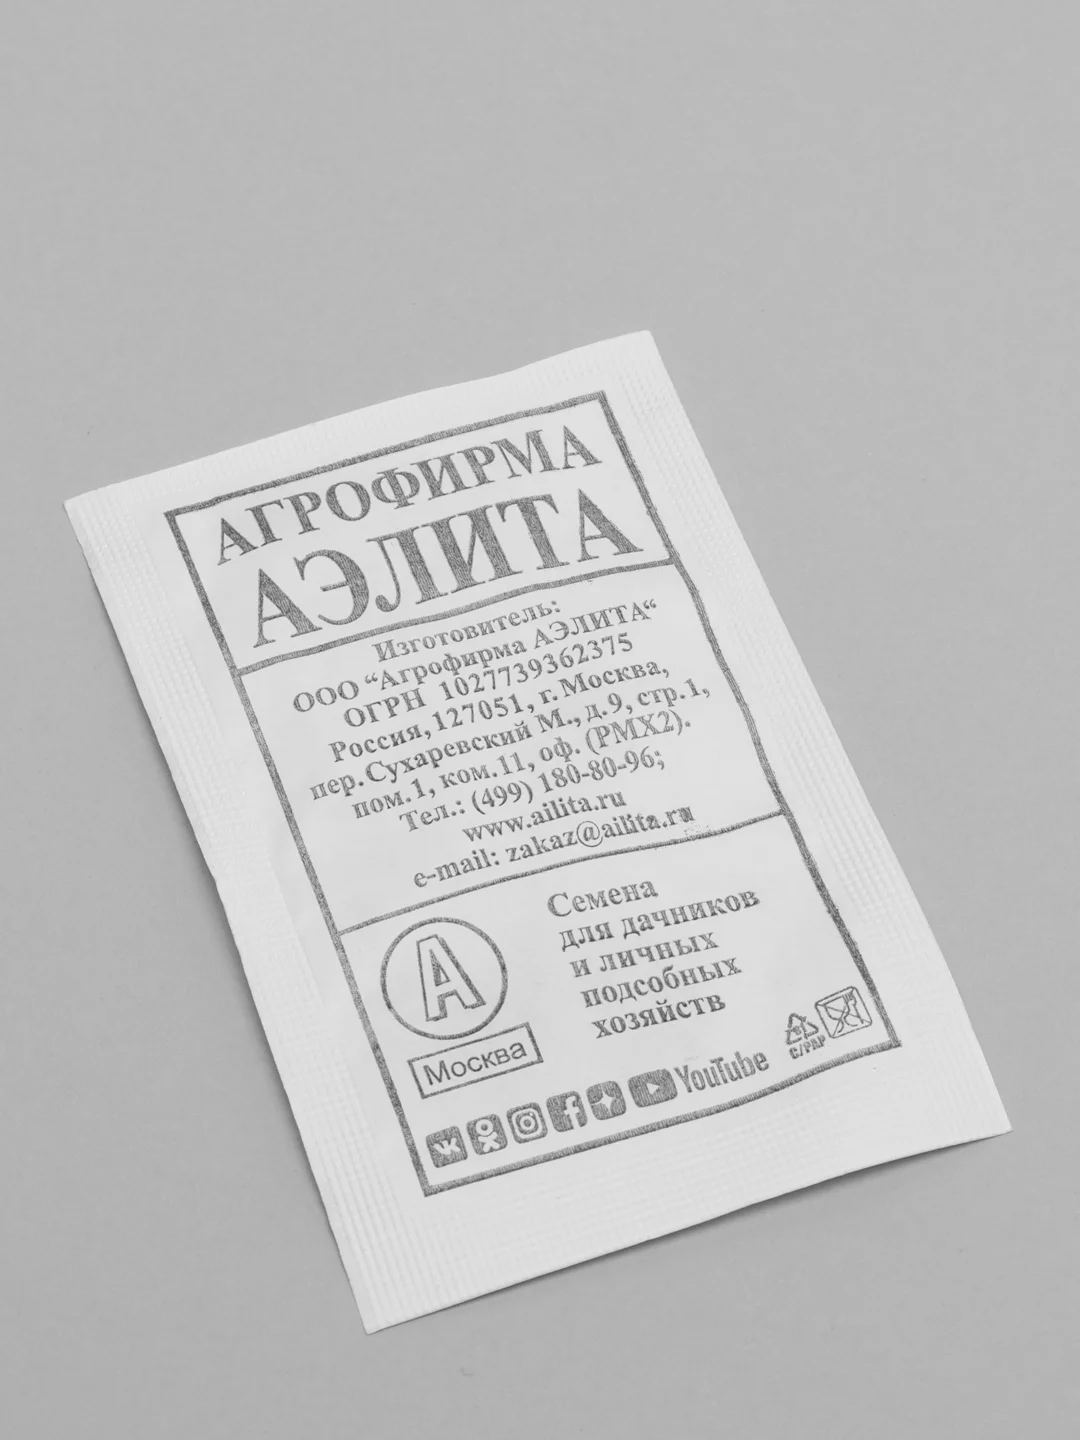 АГРОФИРМА
АЭЛИТА
Изготовитель:
ООО “Агрофирма АЭЛИТА“
ОГРН 1027739362375
Россия, 127051, г. Москва,
пер. Сухаревский М., д. 9, стр. 1,
пом. 1, ком. 11, оф. (РМХ2).
Тел.: (499) 180-80-96;
www.ailita.ru
e-mail: zakaz@ailita.ru
Семена
для дачников
и личных
подсобных
хозяйств
А
Москва
C/PAP
YouTube